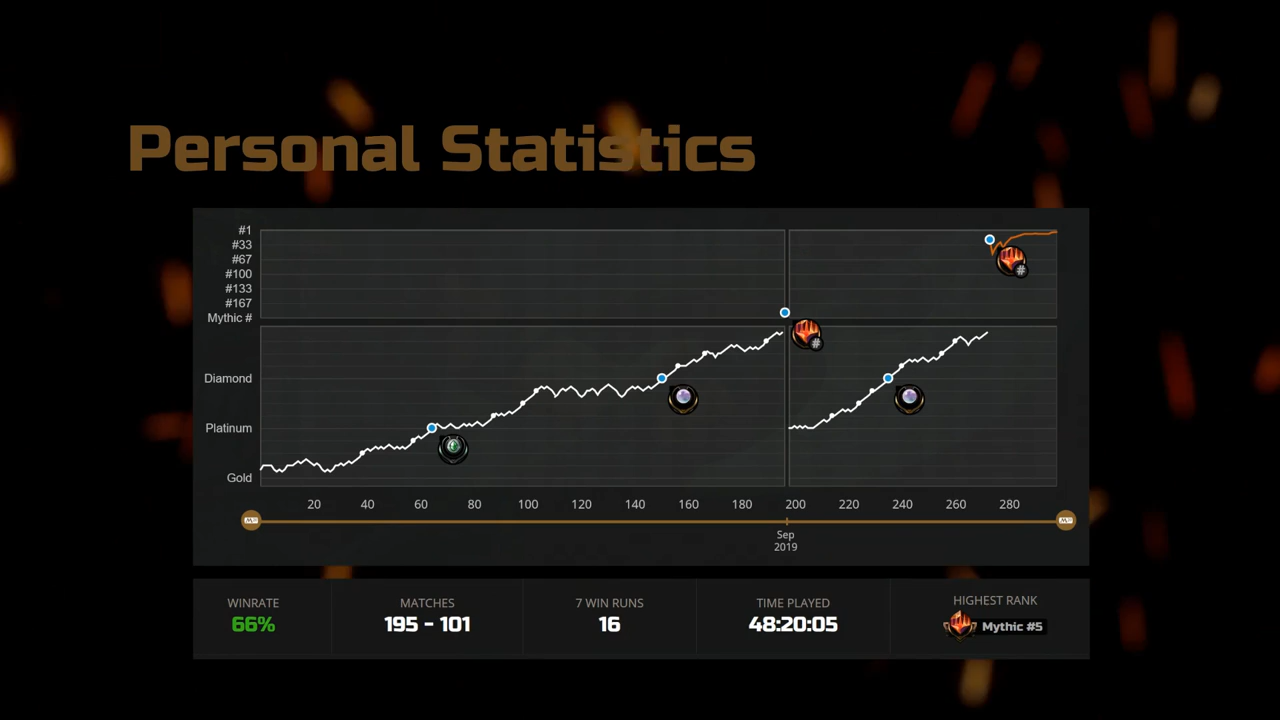 Personal Statistics
#1
#33
#67
#100
#133
#167
Mythic #
Diamond
Platinum
Gold
20 40 60 80 100 120 140 160 180 200 220 240 260 280
Sep
2019
WINRATE MATCHES 7 WIN RUNS TIME PLAYED HIGHEST RANK
66% 195 - 101 16 48:20:05 Mythic #5